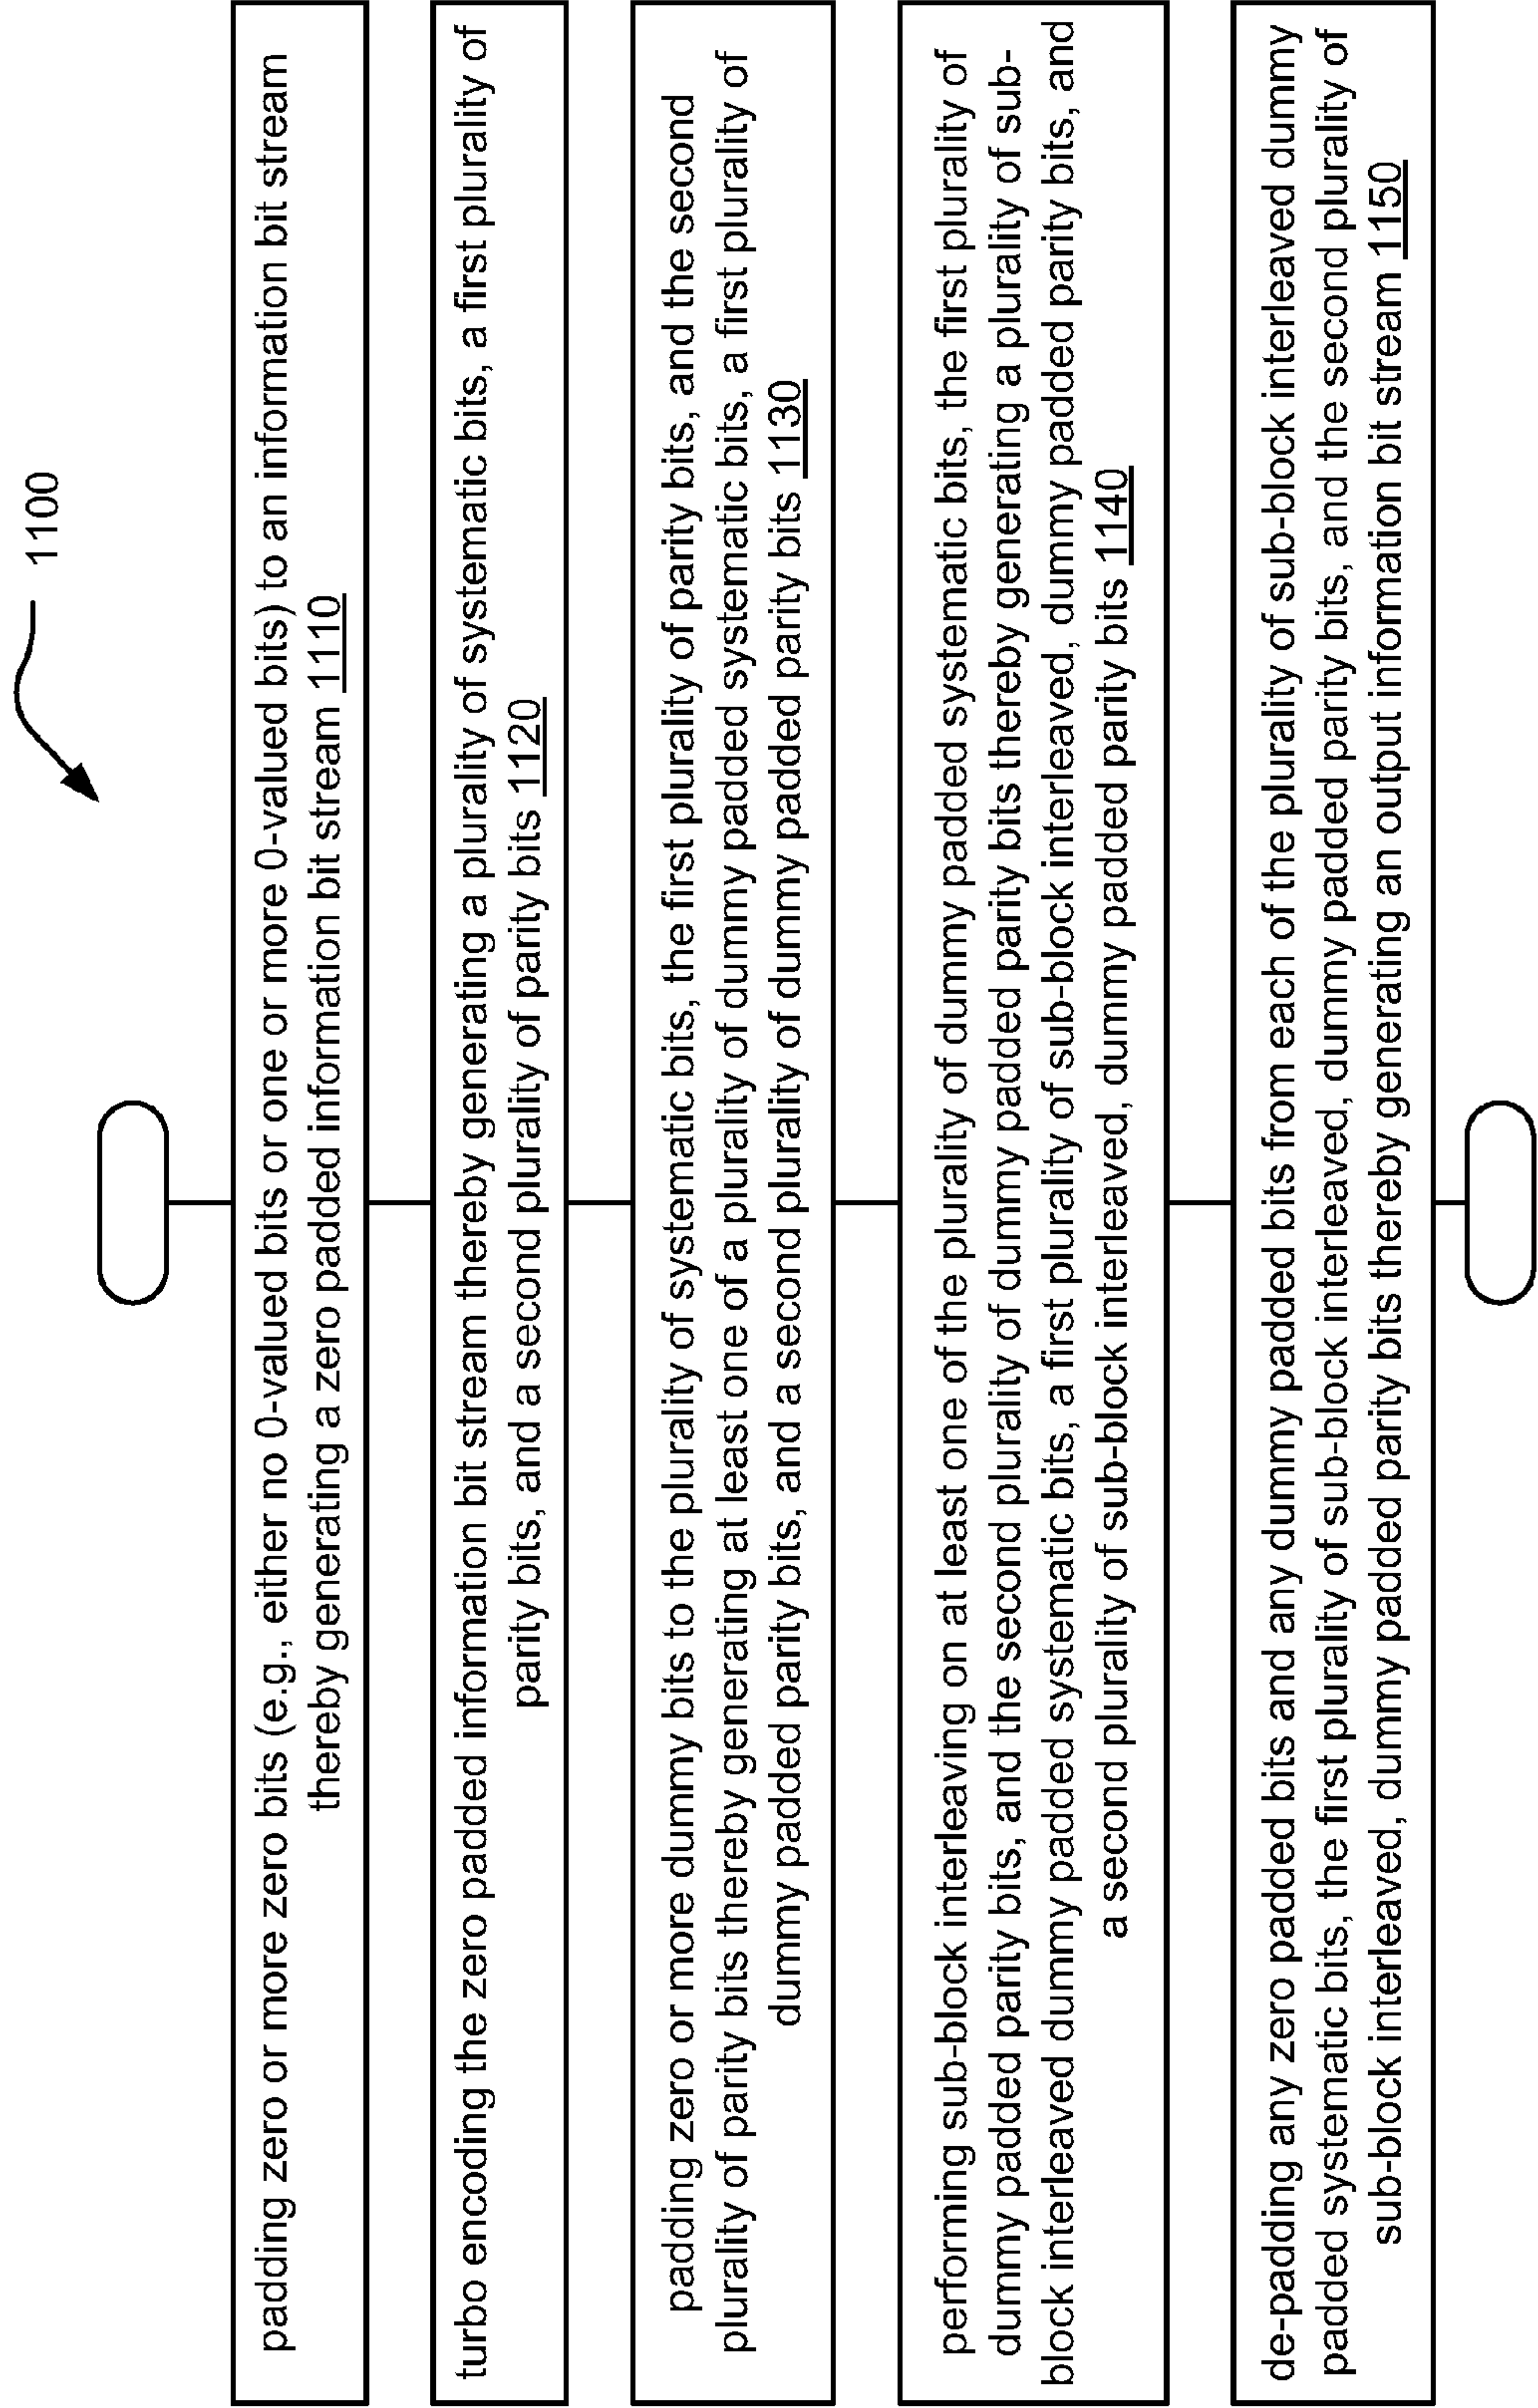 1100
padding zero or more zero bits (e.g., either no 0-valued bits or one or more 0-valued bits) to an information bit stream
thereby generating a zero padded information bit stream 1110
turbo encoding the zero padded information bit stream thereby generating a plurality of systematic bits, a first plurality of
parity bits, and a second plurality of parity bits 1120
padding zero or more dummy bits to the plurality of systematic bits, the first plurality of parity bits, and the second
plurality of parity bits thereby generating at least one of a plurality of dummy padded systematic bits, a first plurality of
dummy padded parity bits, and a second plurality of dummy padded parity bits 1130
performing sub-block interleaving on at least one of the plurality of dummy padded systematic bits, the first plurality of
dummy padded parity bits, and the second plurality of dummy padded parity bits thereby generating a plurality of sub-
block interleaved dummy padded systematic bits, a first plurality of sub-block interleaved, dummy padded parity bits, and
a second plurality of sub-block interleaved, dummy padded parity bits 1140
de-padding any zero padded bits and any dummy padded bits from each of the plurality of sub-block interleaved dummy
padded systematic bits, the first plurality of sub-block interleaved, dummy padded parity bits, and the second plurality of
sub-block interleaved, dummy padded parity bits thereby generating an output information bit stream 1150